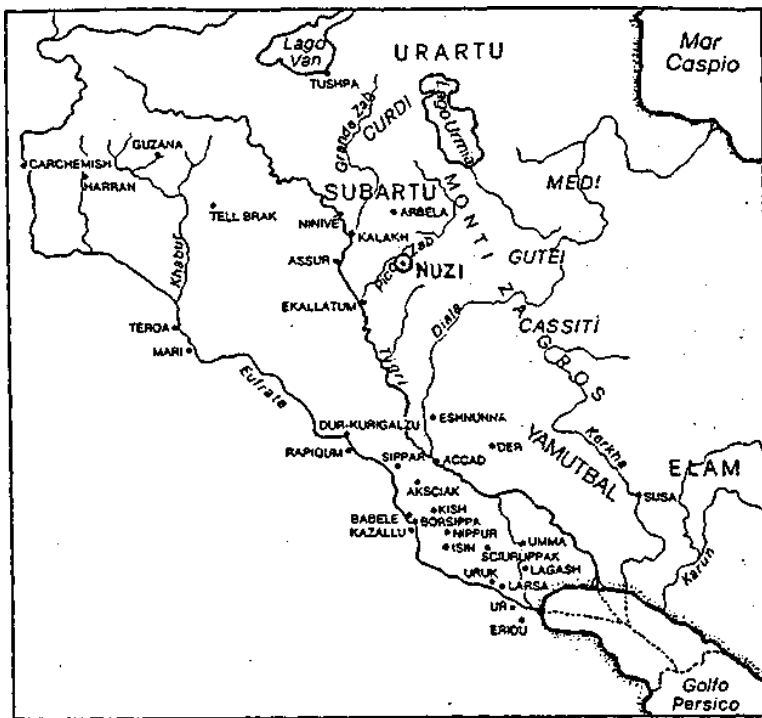 Lago
Van
URARTU
Mar
Caspio
TUSHPA
Grande Zab
CURDI
Lago Urmia
GUZANA
CARCHEMISH
HARRAN
MEDI
SUBARTU
TELL BRAK
NINIVE
ARBELA
KALAKH
MONTI ZAGROS
Khabur
ASSUR
Piccolo Zab
NUZI
GUTEI
EKALLATUM
Diala
CASSITI
TERQA
MARI
Tigri
Eufrate
ESHNUNNA
DUR-KURIGALZU
RAPIQUM
SIPPAR
ACCAD
DER
YAMUTBAL
Karkha
ELAM
AKSCIAK
SUSA
KISH
BABELE
BORSIPPA
KAZALLU
NIPPUR
UMMA
ISIN
SCIURUPPAK
LAGASH
Karun
URUK
LARSA
UR
ERIDU
Golfo
Persico